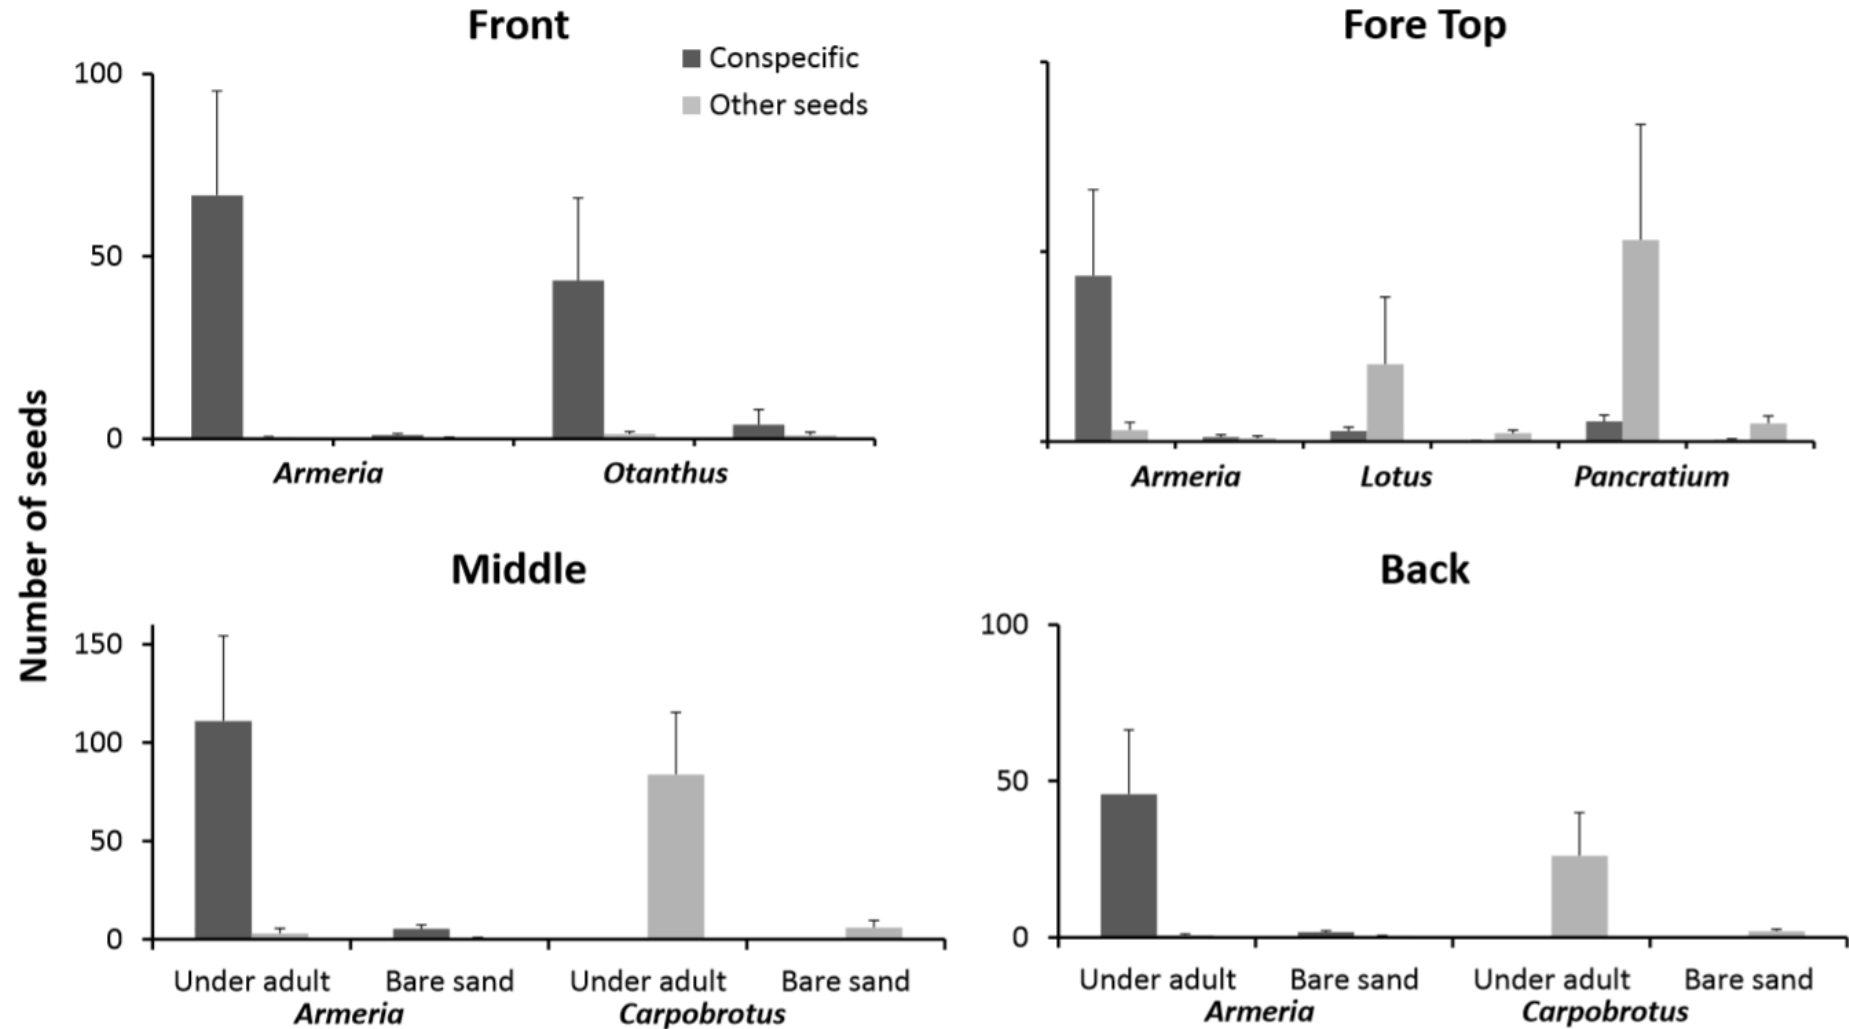 Front
Conspecific
Other seeds
100
50
0
Armeria Otanthus
Fore Top
Armeria Lotus Pancratium
Number of seeds
Middle
150
100
50
0
Under adult Bare sand Under adult Bare sand
Armeria Carpobrotus
Back
100
50
0
Under adult Bare sand Under adult Bare sand
Armeria Carpobrotus